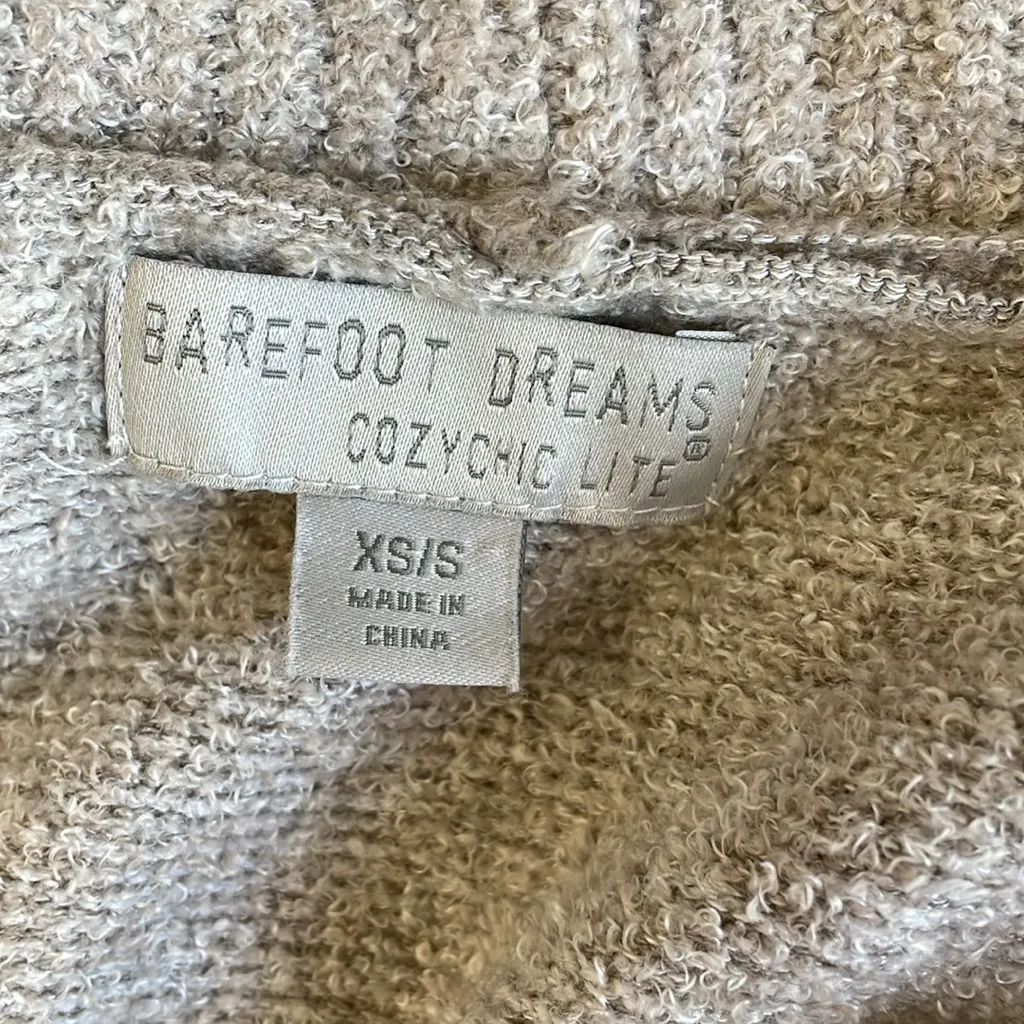 BAREFOOT DREAMS
COZYCHIC LITE®
XS/S
MADE IN
CHINA